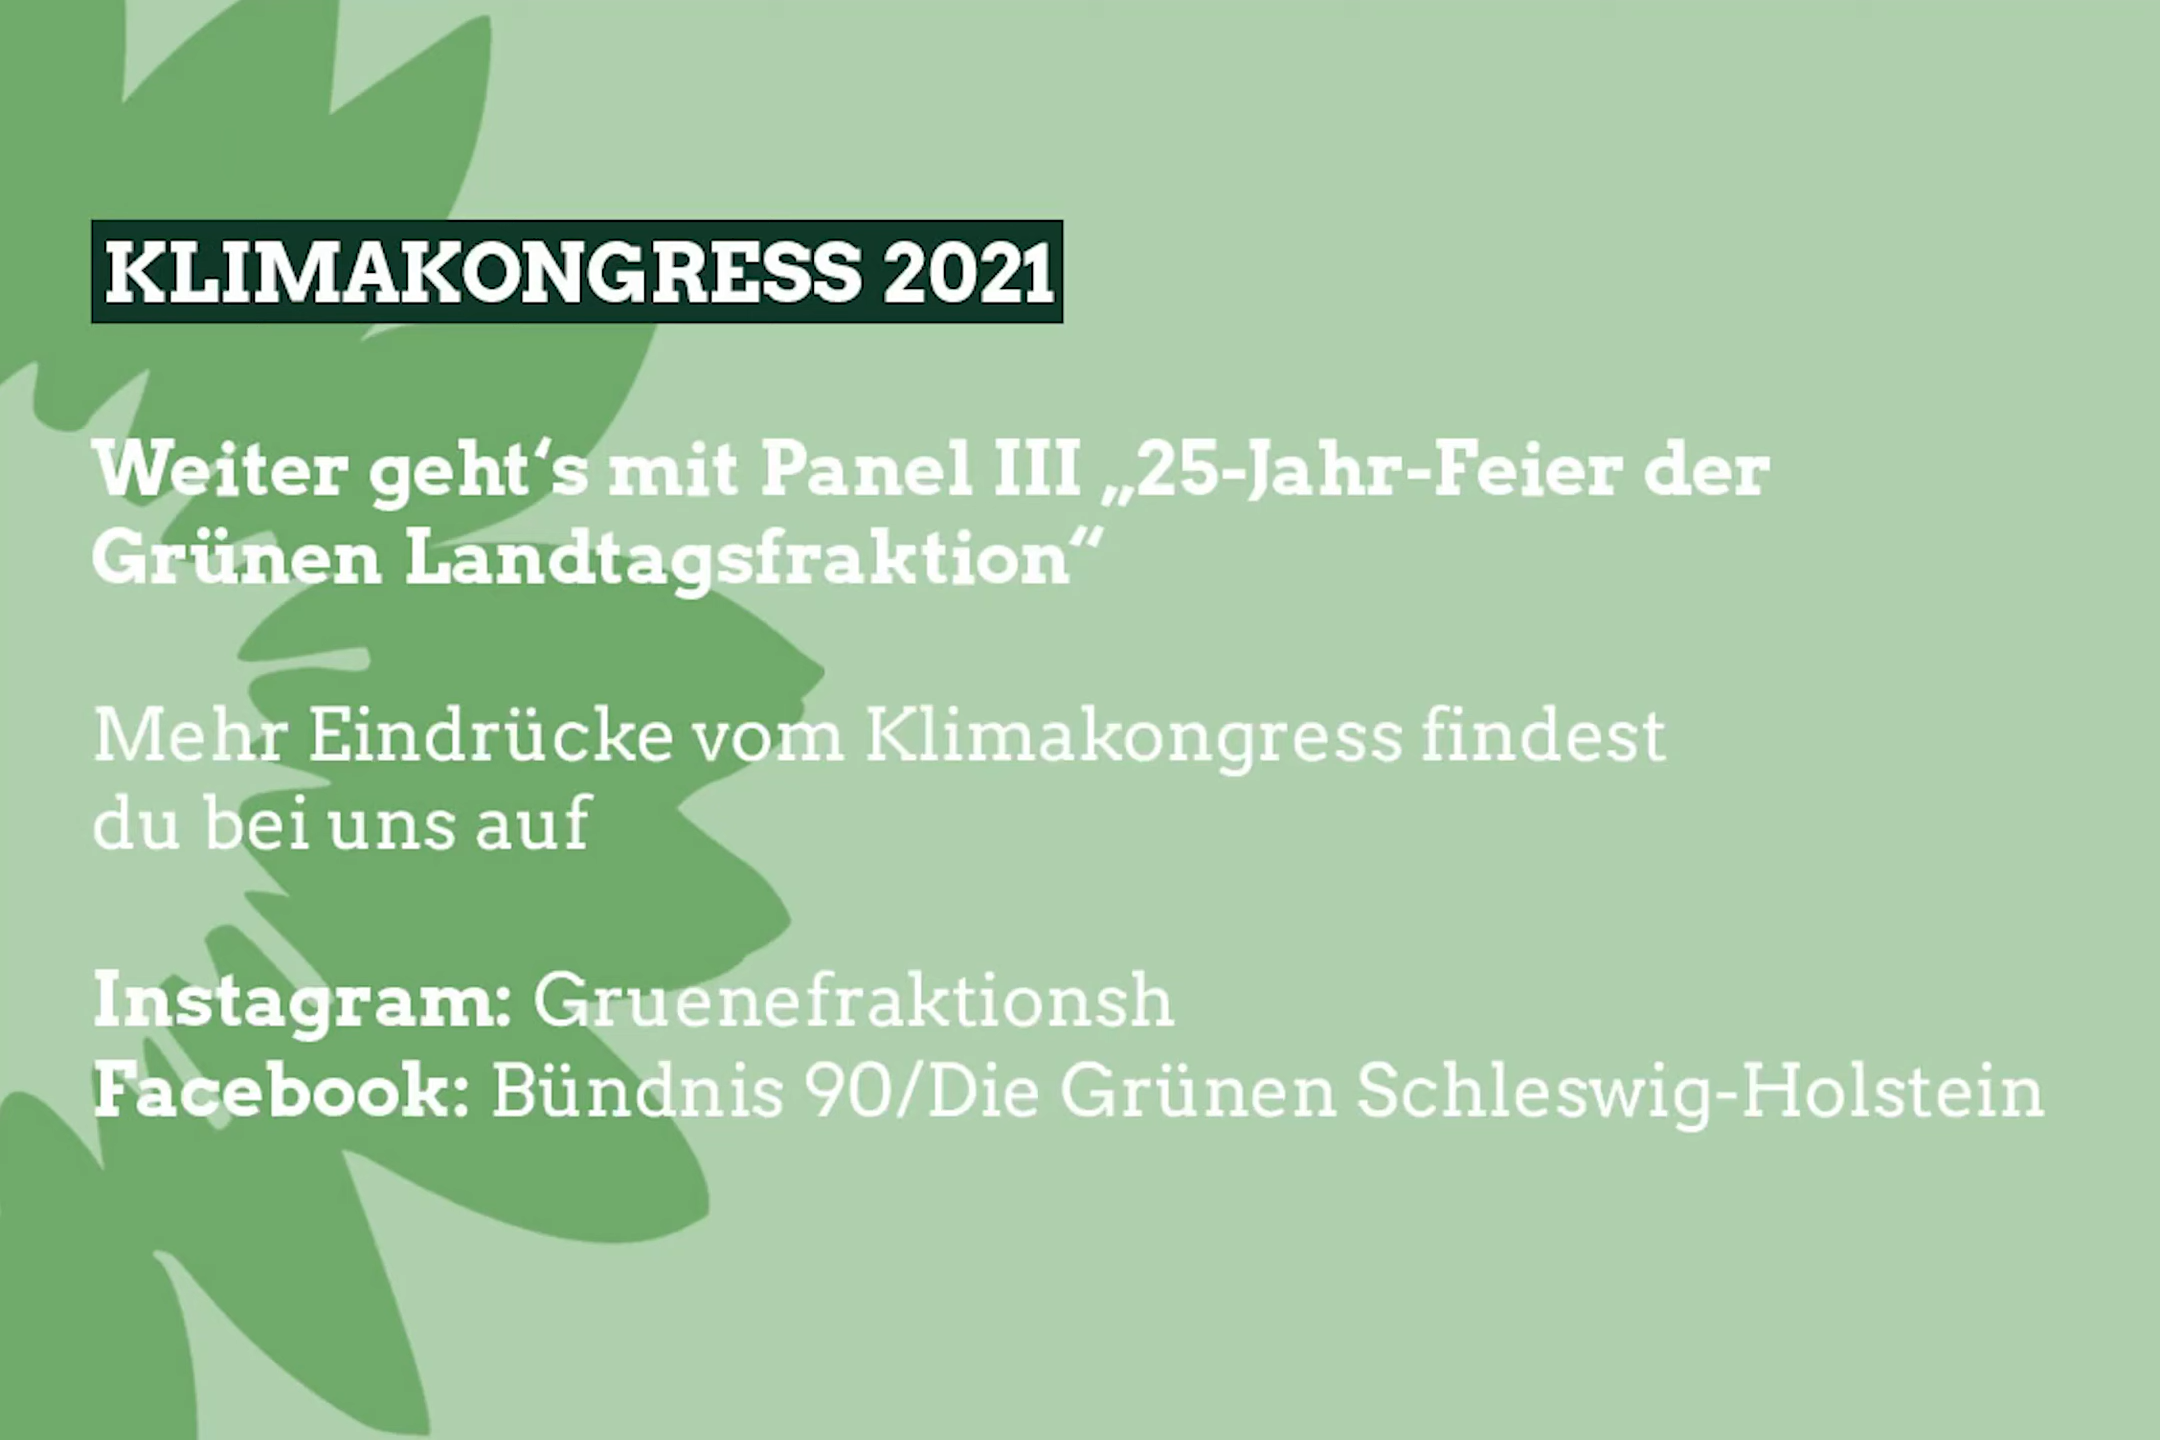 KLIMAKONGRESS 2021
Weiter geht‘s mit Panel III „25-Jahr-Feier der
Grünen Landtagsfraktion“
Mehr Eindrücke vom Klimakongress findest
du bei uns auf
Instagram: Gruenefraktionsh
Facebook: Bündnis 90/Die Grünen Schleswig-Holstein